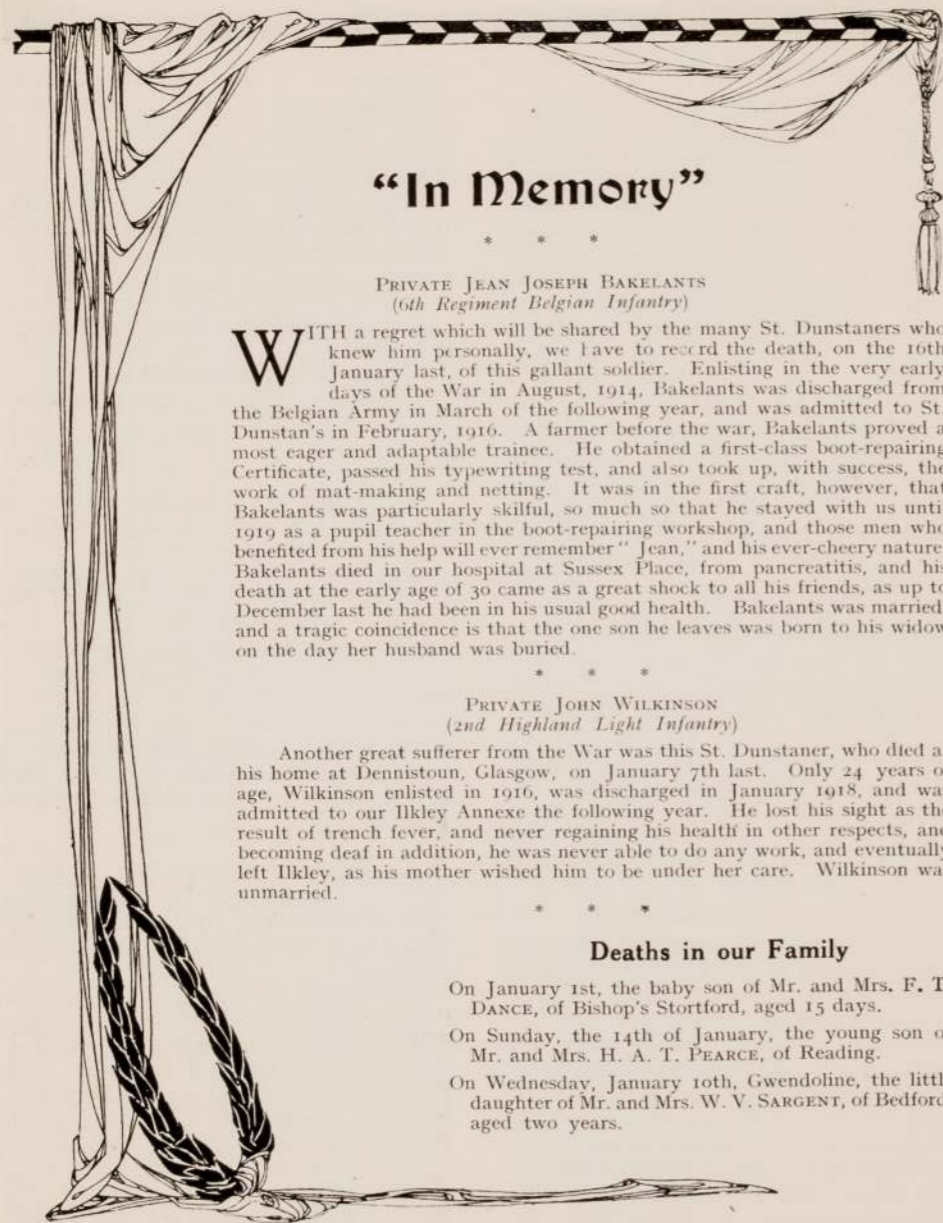 “In Memory”
* * *
PRIVATE JEAN JOSEPH BAKELANTS
(6th Regiment Belgian Infantry)
WITH a regret which will be shared by the many St. Dunstaners who
knew him personally, we have to record the death, on the 16th
January last, of this gallant soldier. Enlisting in the very early
days of the War in August, 1914, Bakelants was discharged from
the Belgian Army in March of the following year, and was admitted to St.
Dunstan's in February, 1916. A farmer before the war, Bakelants proved a
most eager and adaptable trainee. He obtained a first-class boot-repairing
Certificate, passed his typewriting test, and also took up, with success, the
work of mat-making and netting. It was in the first craft, however, that
Bakelants was particularly skilful, so much so that he stayed with us unti
1919 as a pupil teacher in the boot-repairing workshop, and those men who
benefited from his help will ever remember “ Jean,” and his ever-cheery nature
Bakelants died in our hospital at Sussex Place, from pancreatitis, and his
death at the early age of 30 came as a great shock to all his friends, as up to
December last he had been in his usual good health. Bakelants was married
and a tragic coincidence is that the one son he leaves was born to his widow
on the day her husband was buried.
* * *
PRIVATE JOHN WILKINSON
(2nd Highland Light Infantry)
Another great sufferer from the War was this St. Dunstaner, who died a
his home at Dennistoun, Glasgow, on January 7th last. Only 24 years o
age, Wilkinson enlisted in 1916, was discharged in January 1918, and wa
admitted to our Ilkley Annexe the following year. He lost his sight as the
result of trench fever, and never regaining his health in other respects, and
becoming deaf in addition, he was never able to do any work, and eventually
left Ilkley, as his mother wished him to be under her care. Wilkinson wa
unmarried.
* * *
Deaths in our Family
On January 1st, the baby son of Mr. and Mrs. F. T
DANCE, of Bishop's Stortford, aged 15 days.
On Sunday, the 14th of January, the young son o
Mr. and Mrs. H. A. T. PEARCE, of Reading.
On Wednesday, January 10th, Gwendoline, the littl
daughter of Mr. and Mrs. W. V. SARGENT, of Bedford
aged two years.